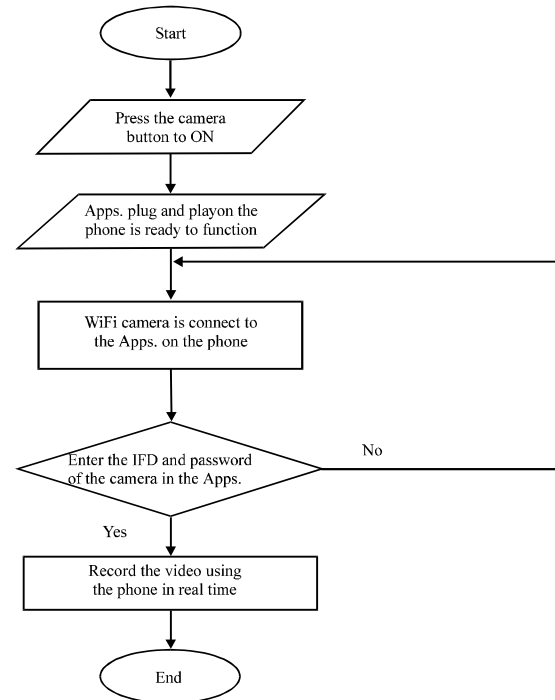 Start
Press the camera
button to ON
Apps. plug and playon the
phone is ready to function
WiFi camera is connect to
the Apps. on the phone
Enter the IFD and password
of the camera in the Apps.
No
Yes
Record the video using
the phone in real time
End